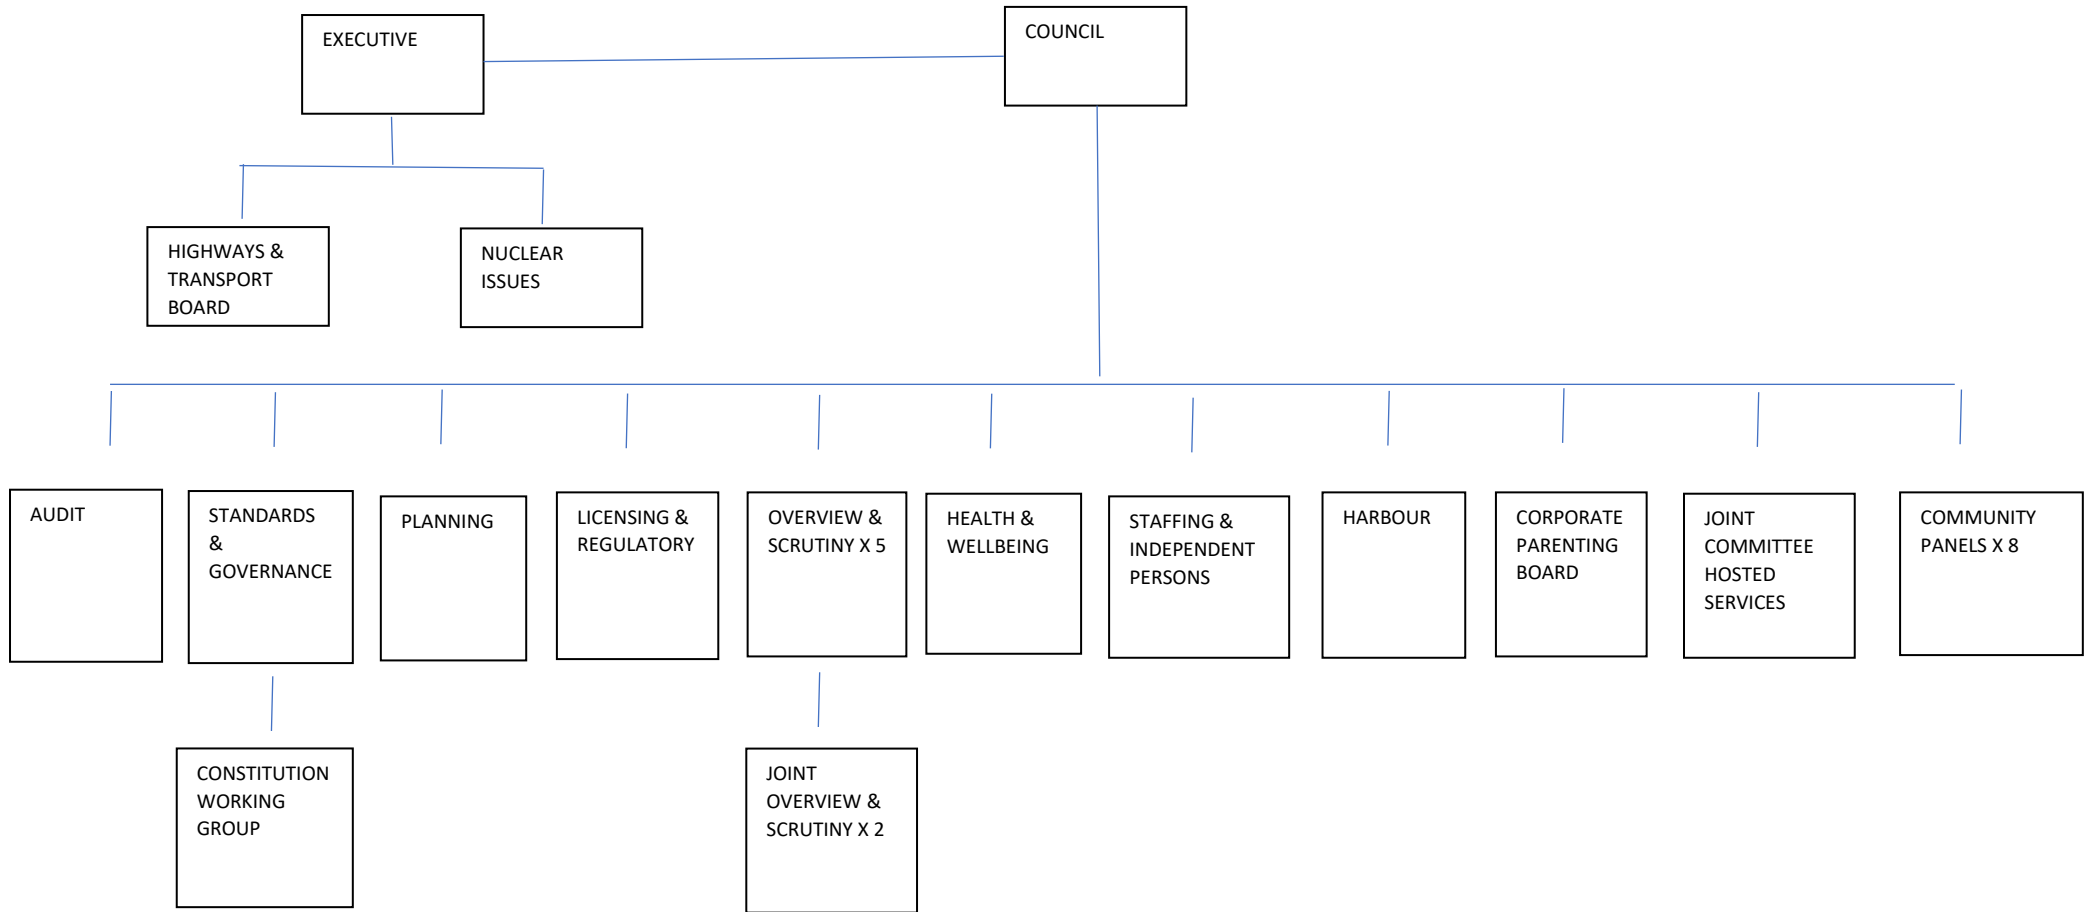 EXECUTIVE
COUNCIL
HIGHWAYS &
TRANSPORT
BOARD
NUCLEAR
ISSUES
AUDIT
STANDARDS
&
GOVERNANCE
PLANNING
LICENSING &
REGULATORY
OVERVIEW &
SCRUTINY X 5
HEALTH &
WELLBEING
STAFFING &
INDEPENDENT
PERSONS
HARBOUR
CORPORATE
PARENTING
BOARD
JOINT
COMMITTEE
HOSTED
SERVICES
COMMUNITY
PANELS X 8
CONSTITUTION
WORKING
GROUP
JOINT
OVERVIEW &
SCRUTINY X 2